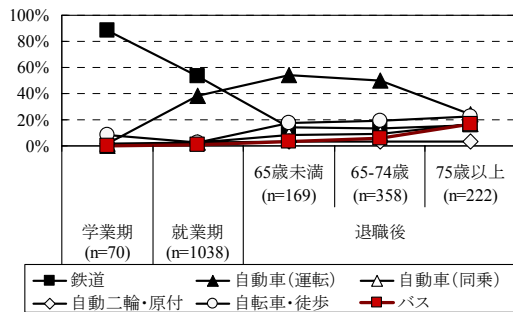 100%
80%
60%
40%
20%
0%
65歳未満 65-74歳 75歳以上
(n=169) (n=358) (n=222)
学業期 就業期 退職後
(n=70) (n=1038)
鉄道 自動車(運転) 自動車(同乗)
自動二輪・原付 自転車・徒歩 バス